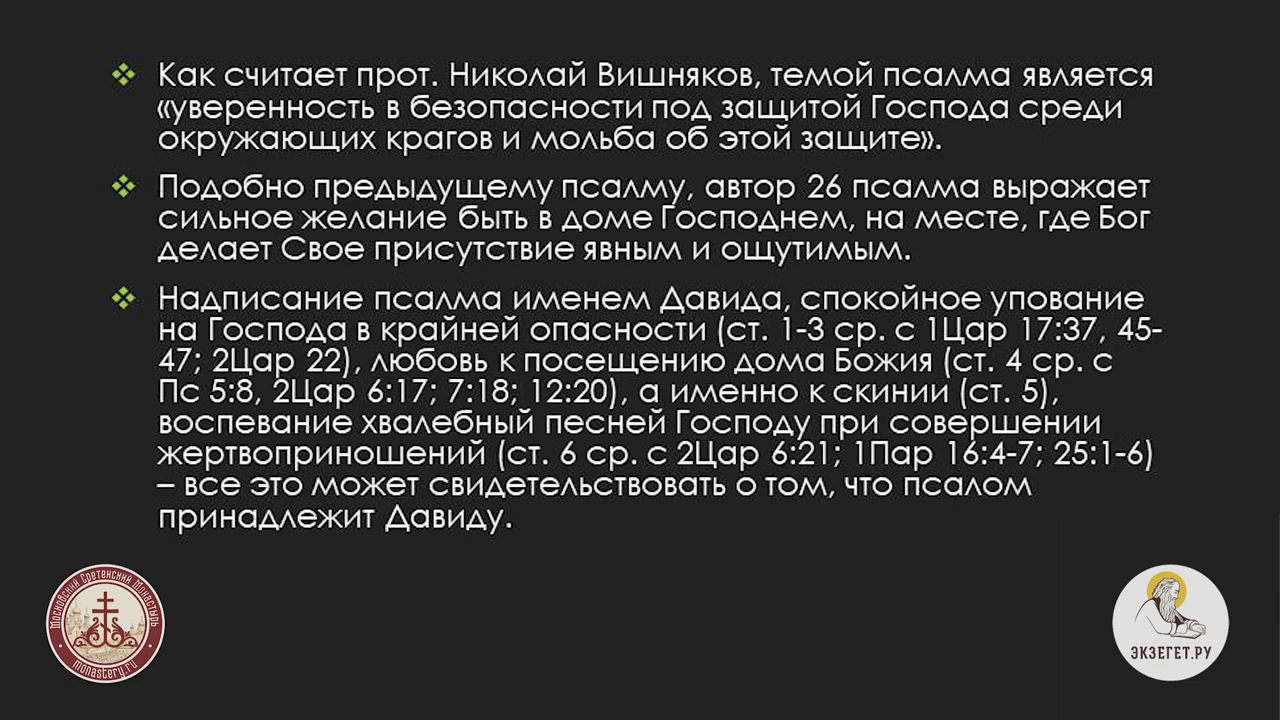 Как считает прот. Николай Вишняков, темой псалма является
«уверенность в безопасности под защитой Господа среди
окружающих крагов и мольба об этой защите».
Подобно предыдущему псалму, автор 26 псалма выражает
сильное желание быть в доме Господнем, на месте, где Бог
делает Свое присутствие явным и ощутимым.
Надписание псалма именем Давида, спокойное упование
на Господа в крайней опасности (ст. 1-3 ср. с 1Цар 17:37, 45-
47; 2Цар 22), любовь к посещению дома Божия (ст. 4 ср. с
Пс 5:8, 2Цар 6:17; 7:18; 12:20), а именно к скинии (ст. 5),
воспевание хвалебный песней Господу при совершении
жертвоприношений (ст. 6 ср. с 2Цар 6:21; 1Пар 16:4-7; 25:1-6)
– все это может свидетельствовать о том, что псалом
принадлежит Давиду.
Московский Сретенский Монастырь
monastery.ru
ЭКЗЕГЕТ.РУ